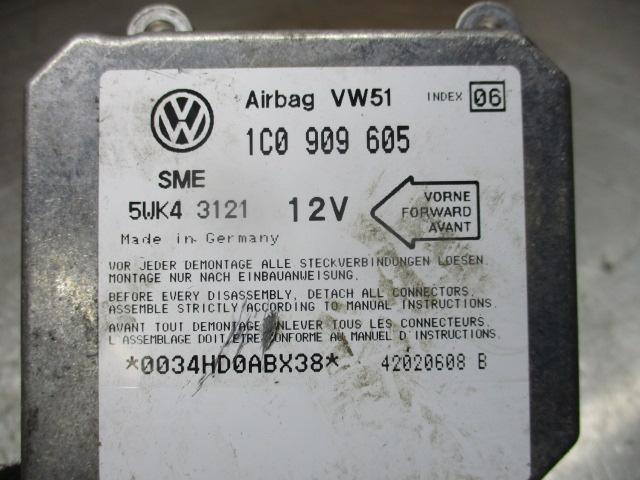 Airbag VW51 INDEX 06
1C0 909 605
SME
5WK4 3121 12V
VORNE
FORWARD
AVANT
Made in Germany
VOR JEDER DEMONTAGE ALLE STECKVERBINDUNGEN LOESEN.
MONTAGE NUR NACH EINBAUANWEISUNG.
BEFORE EVERY DISASSEMBLY, DETACH ALL CONNECTORS,
ASSEMBLE STRICTLY ACCORDING TO MANUAL INSTRUCTIONS.
AVANT TOUT DEMONTAGE ENLEVER TOUS LES CONNECTEURS.
L'ASSEMBLAGE DOIT ETRE CONFORME AU MANUEL D'INSTRUCTIONS.
*0034HD0ABX38* 42020608 B